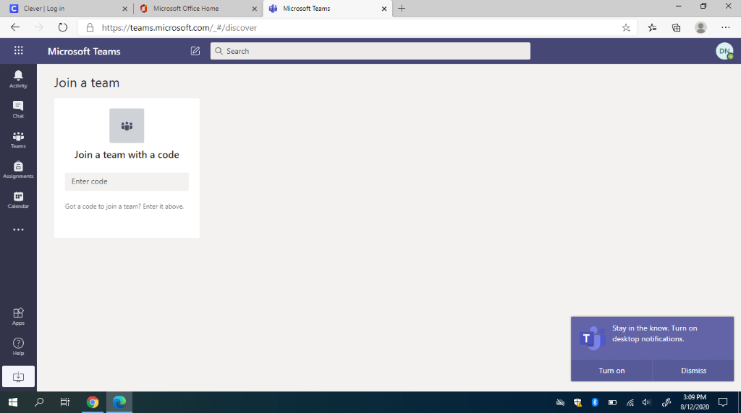 Clever | Log in
Microsoft Office Home
Microsoft Teams
https://teams.microsoft.com/_#/discover
Microsoft Teams
Search
DN
Activity
Chat
Teams
Assignments
Calendar
Apps
Help
Join a team
Join a team with a code
Enter code
Got a code to join a team? Enter it above.
T
Stay in the know. Turn on
desktop notifications.
Turn on
Dismiss
3:09 PM
8/12/2020